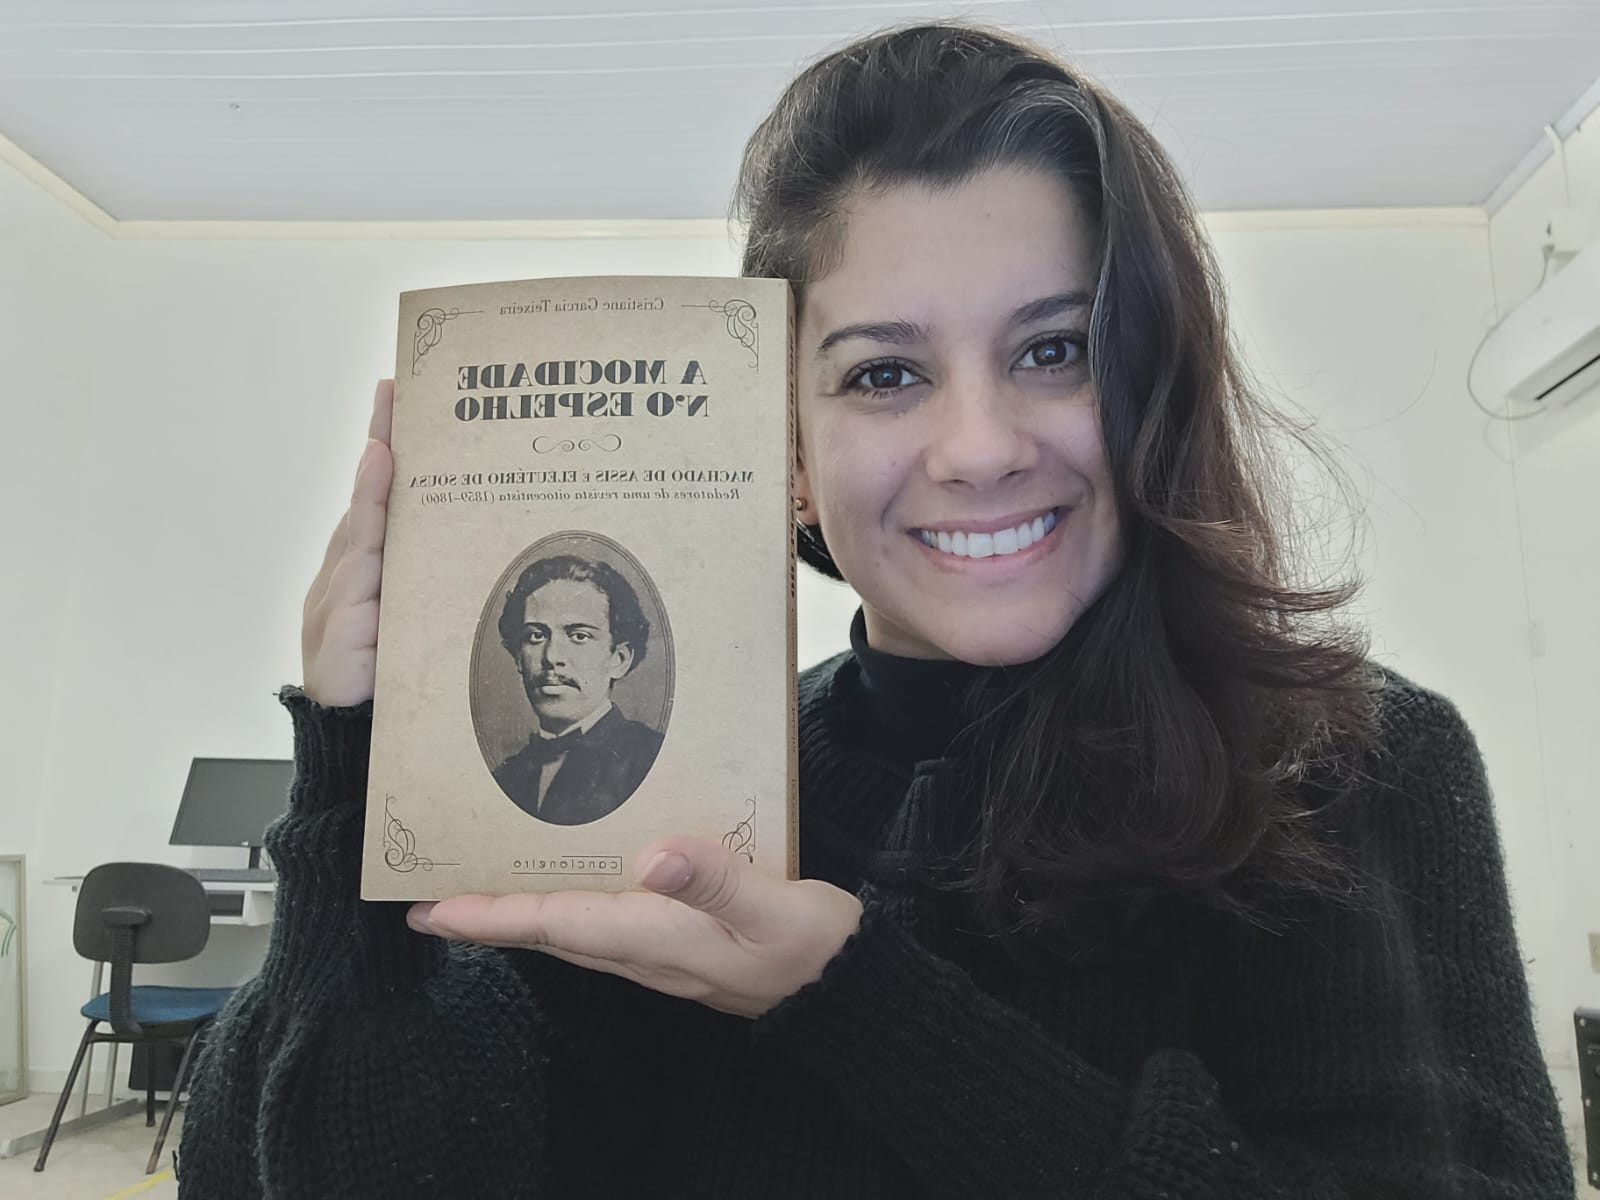 Cristiane Garcia Teixeira
A MOCIDADE
N'O ESPELHO
MACHADO DE ASSIS E ELEUTÉRIO DE SOUSA
Redatores de uma revista oitocentista (1859-1860)
cancioneiro